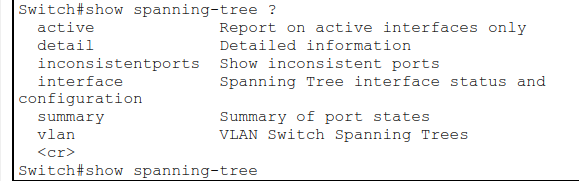 Switch#show spanning-tree ?
  active              Report on active interfaces only
  detail              Detailed information
  inconsistentports   Show inconsistent ports
  interface           Spanning Tree interface status and
configuration
  summary             Summary of port states
  vlan                VLAN Switch Spanning Trees
  <cr>
Switch#show spanning-tree